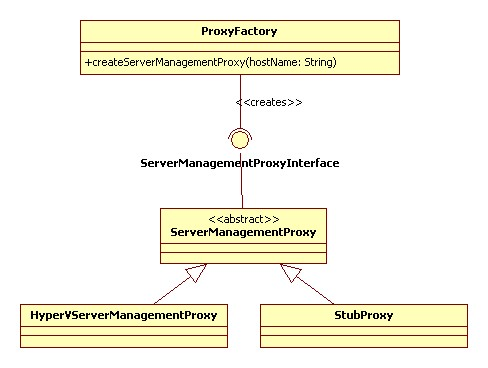 ProxyFactory
+createServerManagementProxy(hostName: String)
<<creates>>
ServerManagementProxyInterface
<<abstract>>
ServerManagementProxy
HyperVServerManagementProxy
StubProxy